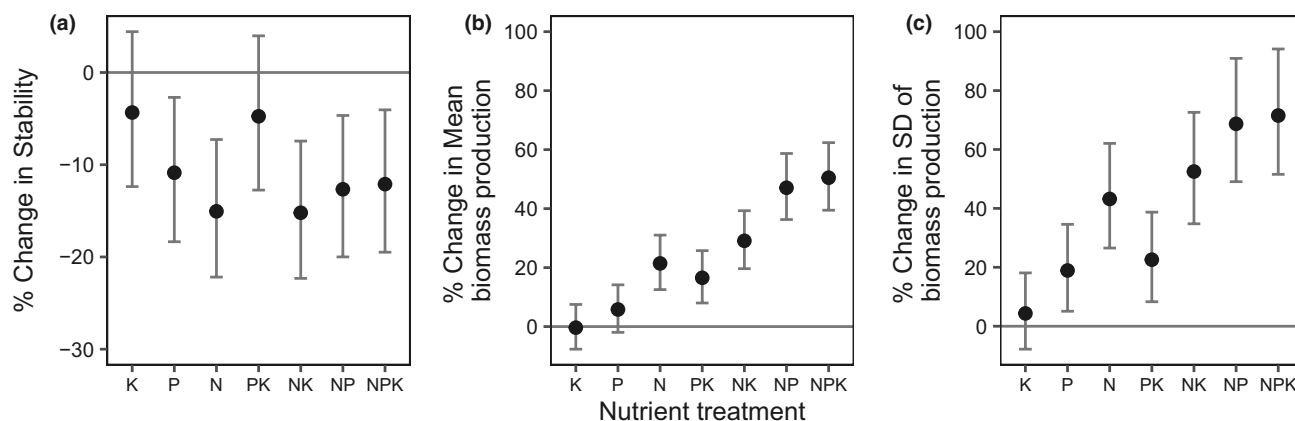 (a)
% Change in Stability
0
−10
−20
−30
K P N PK NK NP NPK
(b)
% Change in Mean
biomass production
100
80
60
40
20
0
K P N PK NK NP NPK
Nutrient treatment
(c)
% Change in SD of
biomass production
100
80
60
40
20
0
K P N PK NK NP NPK